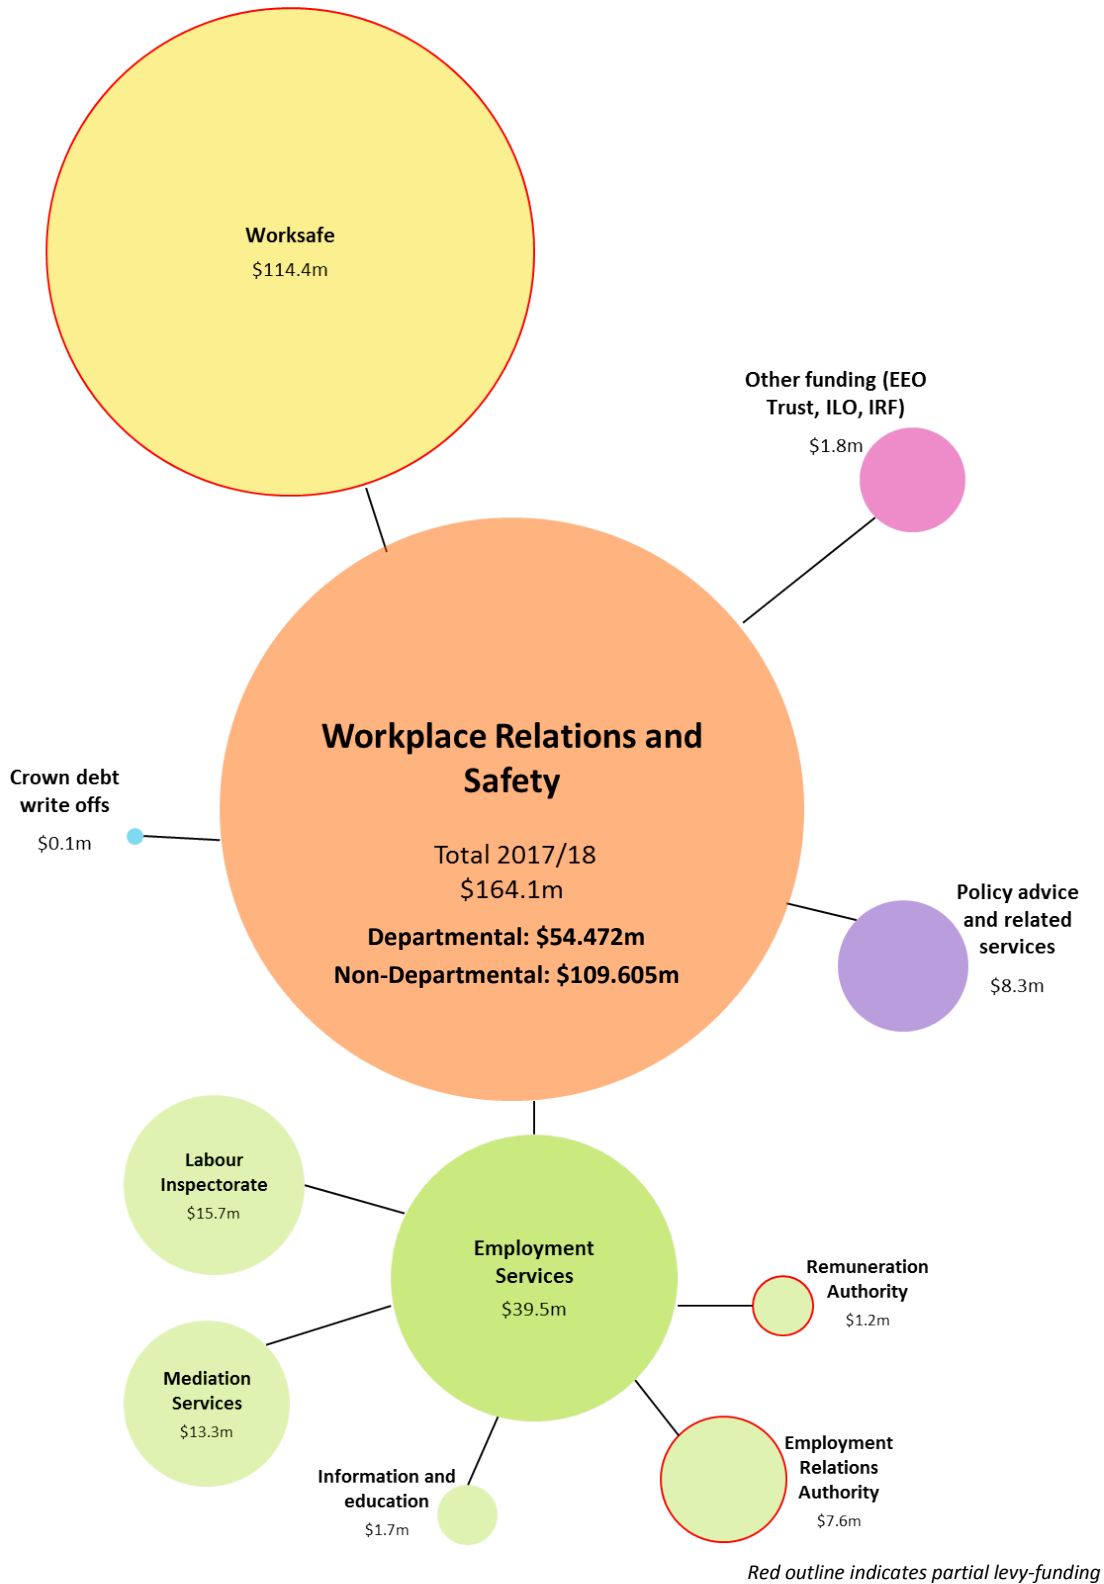 Worksafe
$114.4m
Other funding (EEO
Trust, ILO, IRF)
$1.8m
Workplace Relations and
Safety
Total 2017/18
$164.1m
Departmental: $54.472m
Non-Departmental: $109.605m
Crown debt
write offs
$0.1m
Policy advice
and related
services
$8.3m
Labour
Inspectorate
$15.7m
Employment
Services
$39.5m
Remuneration
Authority
$1.2m
Mediation
Services
$13.3m
Information and
education
$1.7m
Employment
Relations
Authority
$7.6m
Red outline indicates partial levy-funding